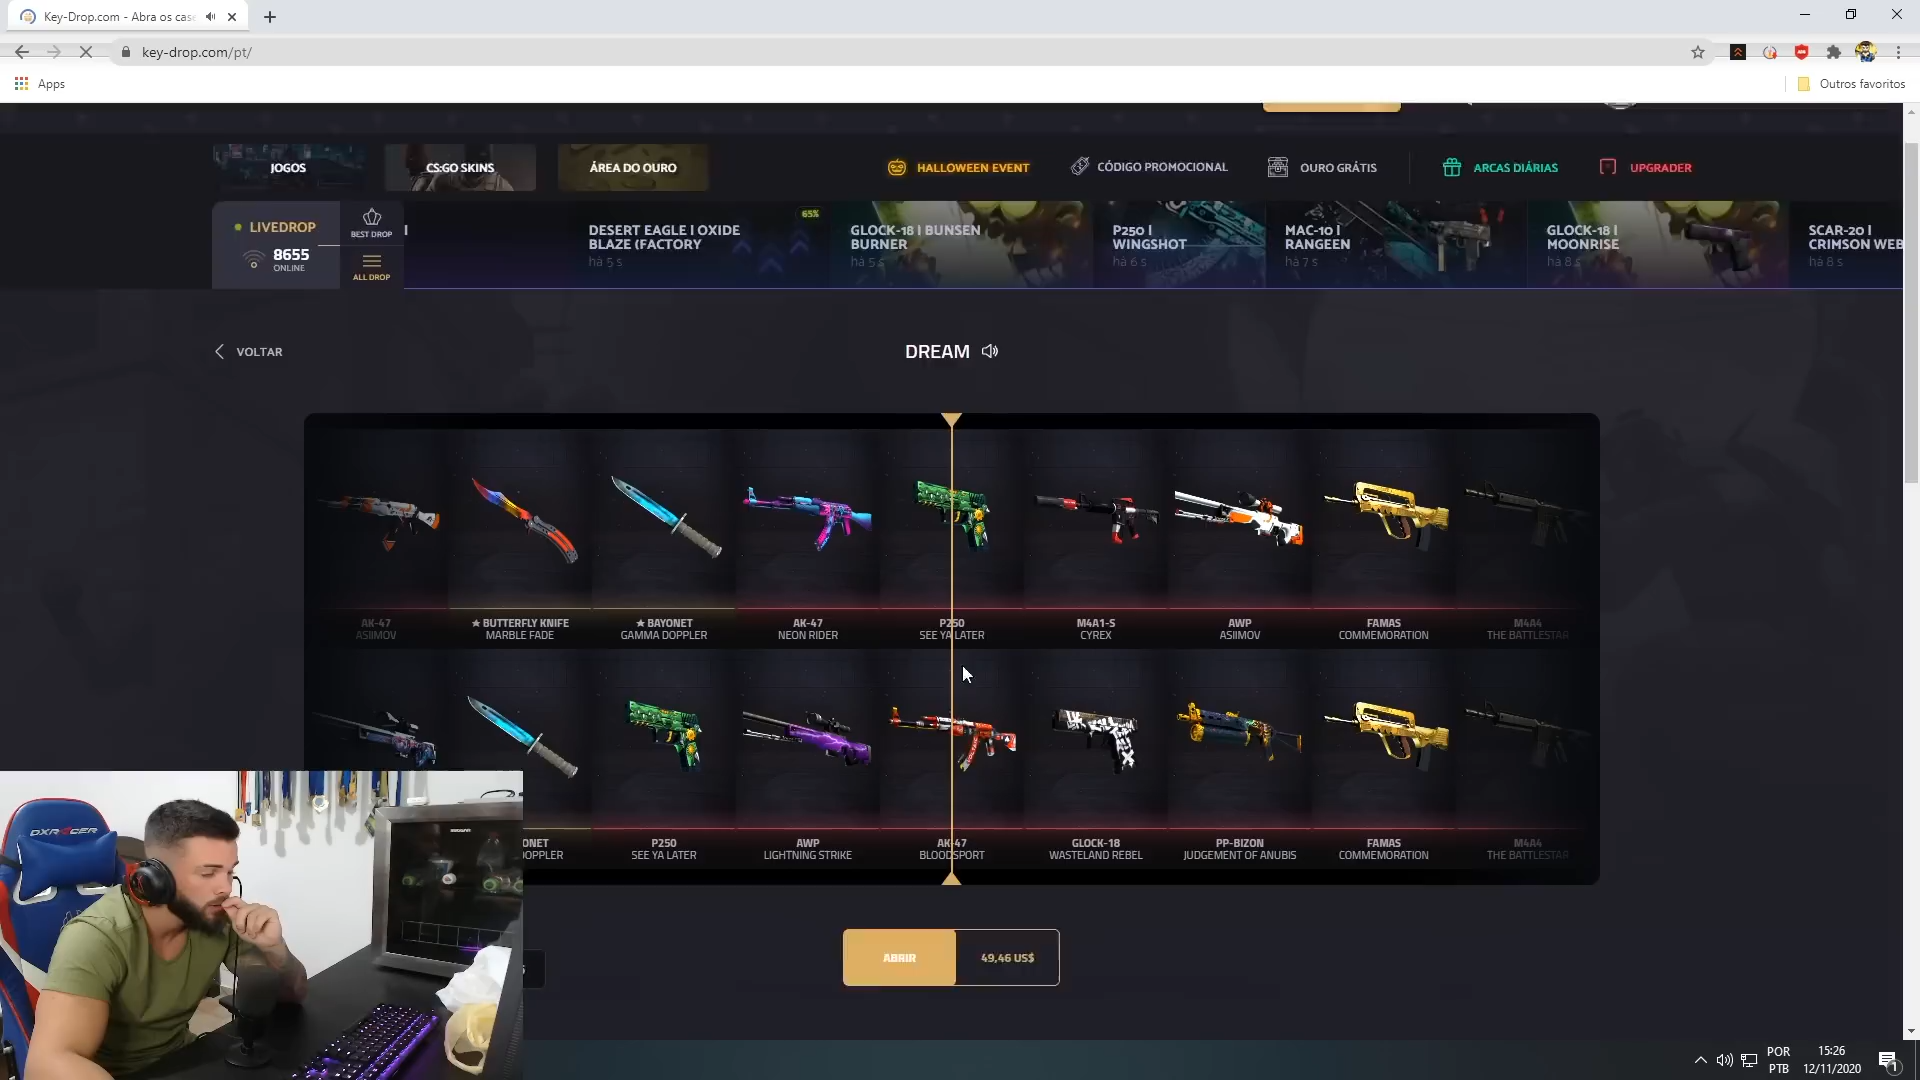 Key-Drop.com - Abra os case
key-drop.com/pt/
Apps
Outros favoritos
JOGOS
CS:GO SKINS
ÁREA DO OURO
HALLOWEEN EVENT
CÓDIGO PROMOCIONAL
OURO GRÁTIS
ARCAS DIÁRIAS
UPGRADER
LIVEDROP
8655
ONLINE
BEST DROP
ALL DROP
DESERT EAGLE | OXIDE
BLAZE (FACTORY
há 5 s
65%
GLOCK-18 | BUNSEN
BURNER
há 5 s
P250 |
WINGSHOT
há 6 s
MAC-10 |
RANGEEN
há 7 s
GLOCK-18 |
MOONRISE
há 8 s
SCAR-20 |
CRIMSON WEB
há 8 s
VOLTAR
DREAM
AK-47
ASIIMOV
★ BUTTERFLY KNIFE
MARBLE FADE
★ BAYONET
GAMMA DOPPLER
AK-47
NEON RIDER
P250
SEE YA LATER
M4A1-S
CYREX
AWP
ASIIMOV
FAMAS
COMMEMORATION
M4A4
THE BATTLESTAR
ONET
OPPLER
P250
SEE YA LATER
AWP
LIGHTNING STRIKE
AK-47
BLOODSPORT
GLOCK-18
WASTELAND REBEL
PP-BIZON
JUDGEMENT OF ANUBIS
FAMAS
COMMEMORATION
M4A4
THE BATTLESTAR
ABRIR
49,46 US$
DXRACER
POR
PTB
15:26
12/11/2020
1